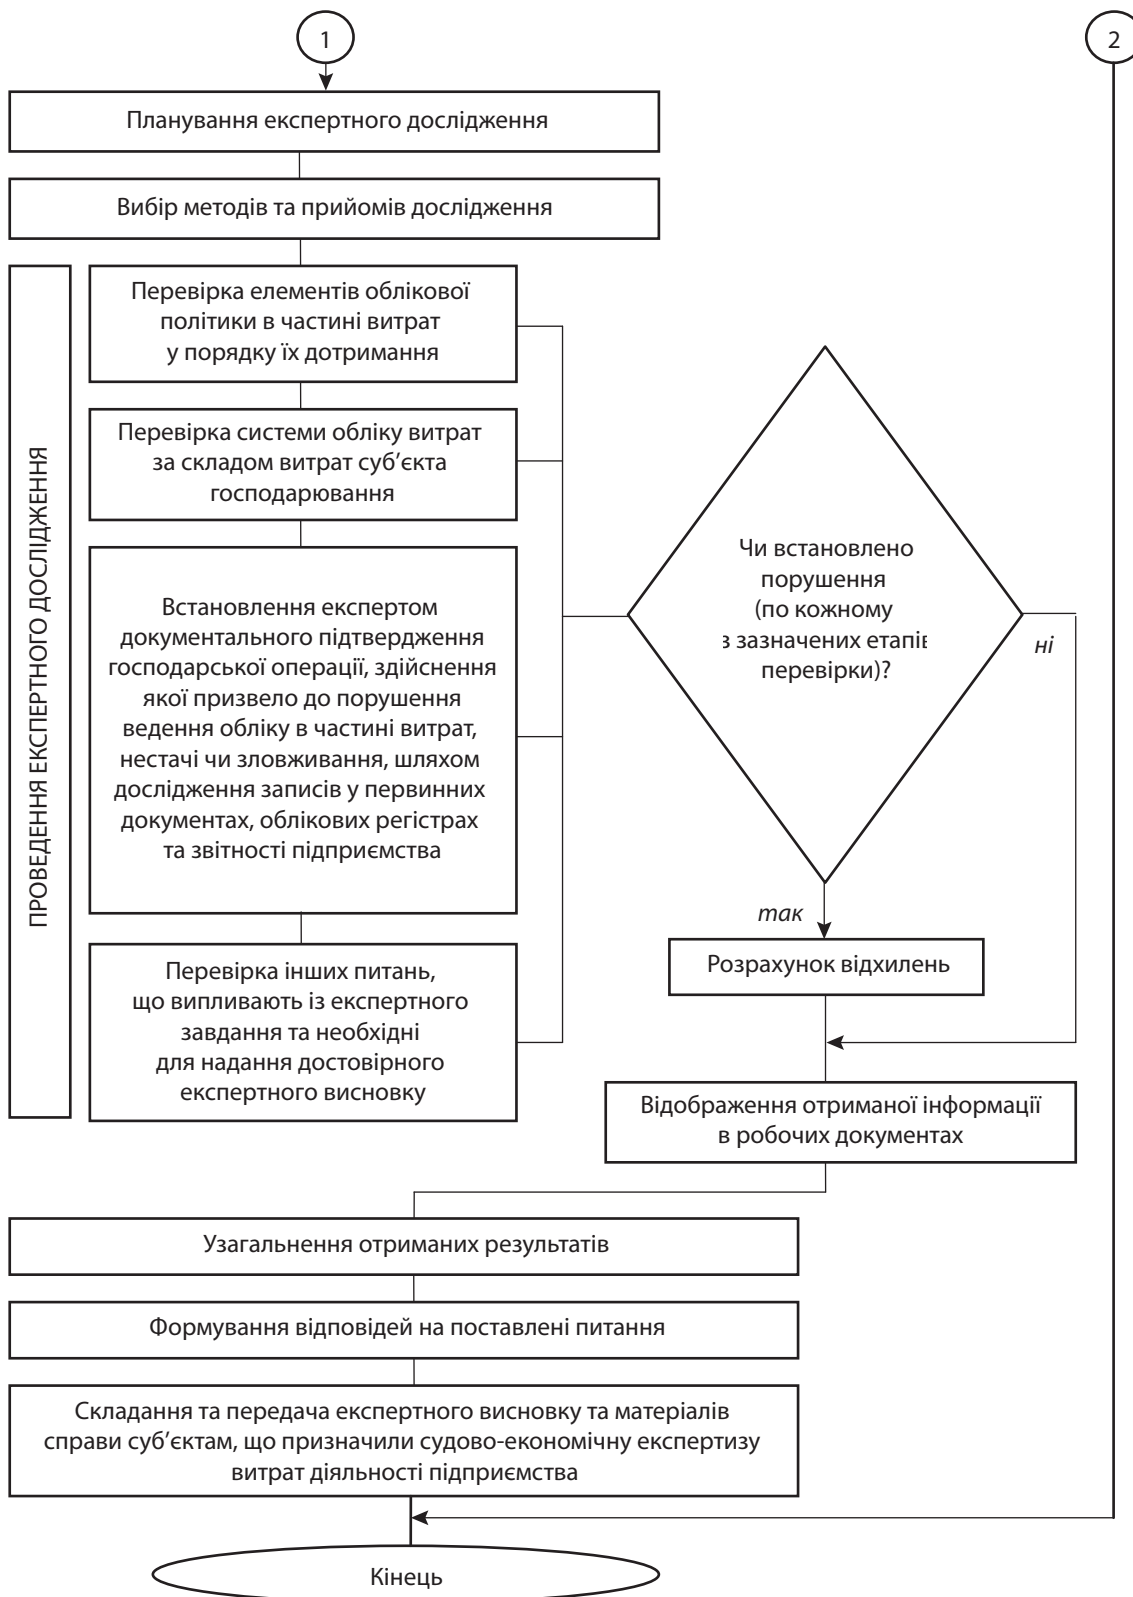 1
2
Планування експертного дослідження
Вибір методів та прийомів дослідження
ПРОВЕДЕННЯ ЕКСПЕРТНОГО ДОСЛІДЖЕННЯ
Перевірка елементів облікової
політики в частині витрат
у порядку їх дотримання
Перевірка системи обліку витрат
за складом витрат суб’єкта
господарювання
Встановлення експертом
документального підтвердження
господарської операції, здійснення
якої призвело до порушення
ведення обліку в частині витрат,
нестачі чи зловживання, шляхом
дослідження записів у первинних
документах, облікових регістрах
та звітності підприємства
Перевірка інших питань,
що випливають із експертного
завдання та необхідні
для надання достовірного
експертного висновку
Чи встановлено
порушення
(по кожному
з зазначених етапів
перевірки)?
ні
так
Розрахунок відхилень
Відображення отриманої інформації
в робочих документах
Узагальнення отриманих результатів
Формування відповідей на поставлені питання
Складання та передача експертного висновку та матеріалів
справи суб’єктам, що призначили судово-економічну експертизу
витрат діяльності підприємства
Кінець